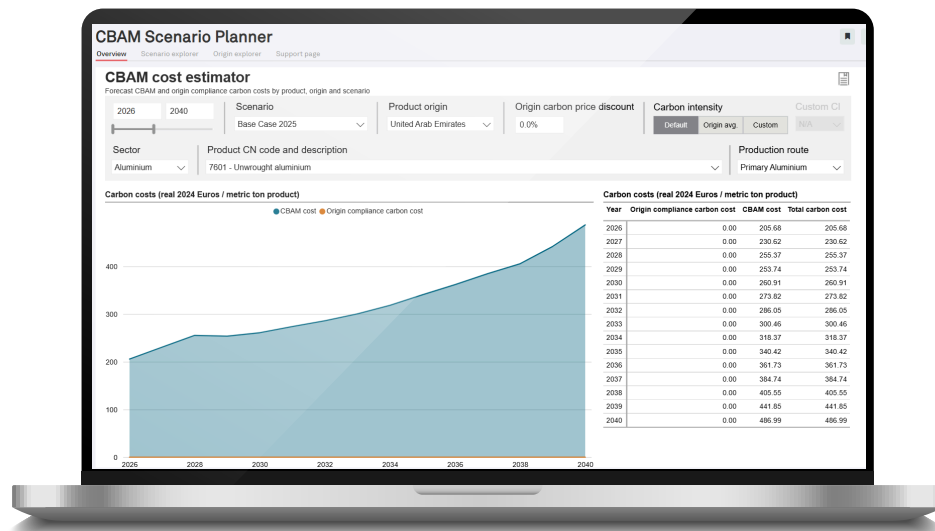 CBAM Scenario Planner
Overview Scenario explorer Origin explorer Support page
CBAM cost estimator
Forecast CBAM and origin compliance carbon costs by product, origin and scenario
2026 2040
Scenario
Base Case 2025
Product origin
United Arab Emirates
Origin carbon price discount
0.0%
Carbon intensity
Default Origin avg. Custom
Custom CI
N/A
Sector
Aluminium
Product CN code and description
7601 - Unwrought aluminium
Production route
Primary Aluminium
Carbon costs (real 2024 Euros / metric ton product)
CBAM cost Origin compliance carbon cost
400
300
200
100
0
2026 2028 2030 2032 2034 2036 2038 2040
Carbon costs (real 2024 Euros / metric ton product)
Year Origin compliance carbon cost CBAM cost Total carbon cost
2026 0.00 205.68 205.68
2027 0.00 230.62 230.62
2028 0.00 255.37 255.37
2029 0.00 253.74 253.74
2030 0.00 260.91 260.91
2031 0.00 273.82 273.82
2032 0.00 286.05 286.05
2033 0.00 300.46 300.46
2034 0.00 318.37 318.37
2035 0.00 340.42 340.42
2036 0.00 361.73 361.73
2037 0.00 384.74 384.74
2038 0.00 405.55 405.55
2039 0.00 441.85 441.85
2040 0.00 486.99 486.99